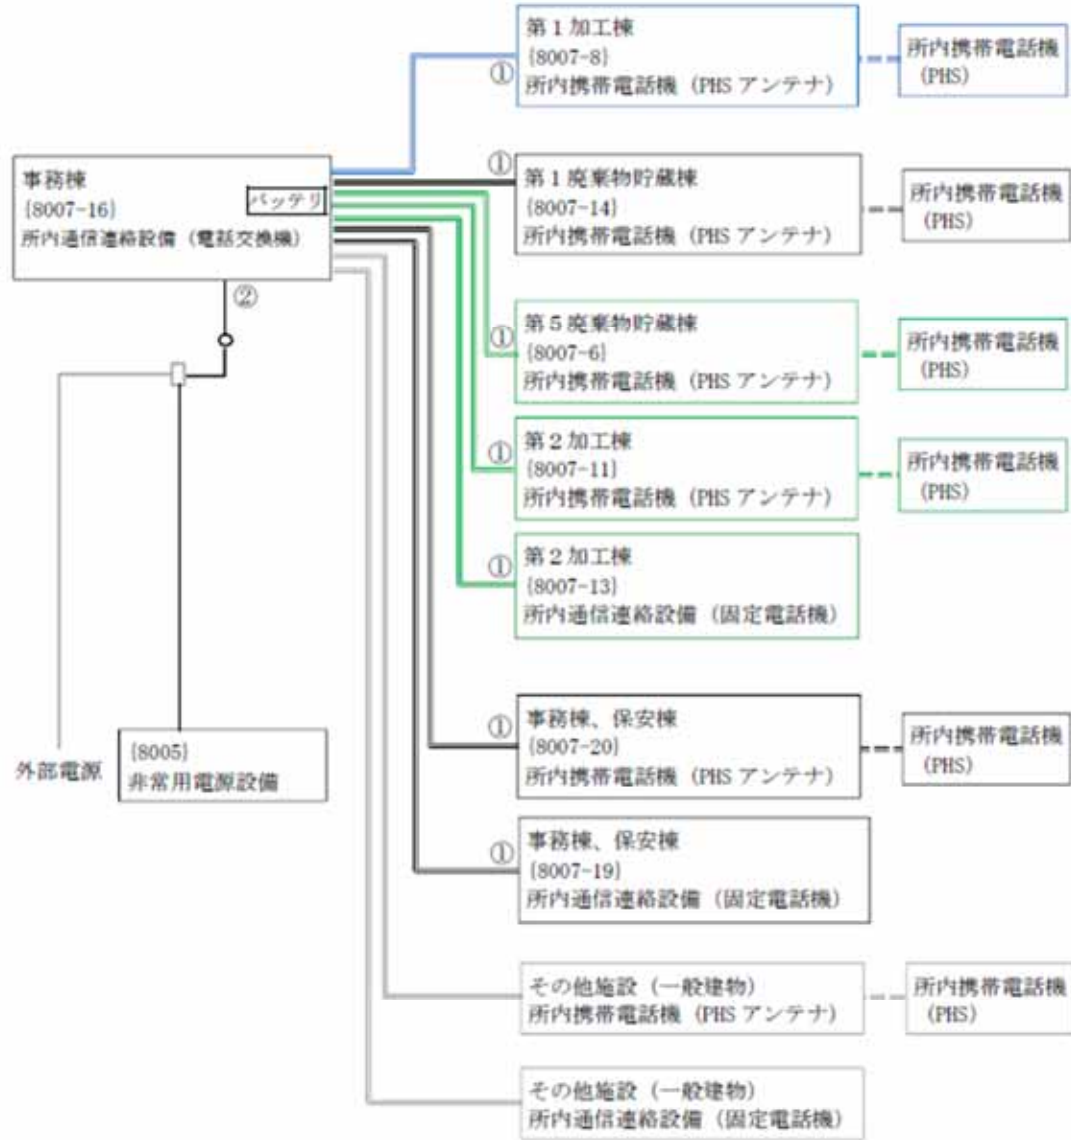 第１加工棟
{8007-8}
①
所内携帯電話機（PHS アンテナ）
所内携帯電話機
（PHS）
事務棟
{8007-16}
バッテリ
所内通信連絡設備（電話交換機）
②
①
第１廃棄物貯蔵棟
{8007-14}
所内携帯電話機（PHS アンテナ）
所内携帯電話機
（PHS）
①
第５廃棄物貯蔵棟
{8007-6}
所内携帯電話機（PHS アンテナ）
所内携帯電話機
（PHS）
①
第２加工棟
{8007-11}
所内携帯電話機（PHS アンテナ）
所内携帯電話機
（PHS）
①
第２加工棟
{8007-13}
所内通信連絡設備（固定電話機）
①
事務棟、保安棟
{8007-20}
所内携帯電話機（PHS アンテナ）
所内携帯電話機
（PHS）
外部電源
{8005}
非常用電源設備
①
事務棟、保安棟
{8007-19}
所内通信連絡設備（固定電話機）
その他施設（一般建物）
所内携帯電話機（PHS アンテナ）
所内携帯電話機
（PHS）
その他施設（一般建物）
所内通信連絡設備（固定電話機）